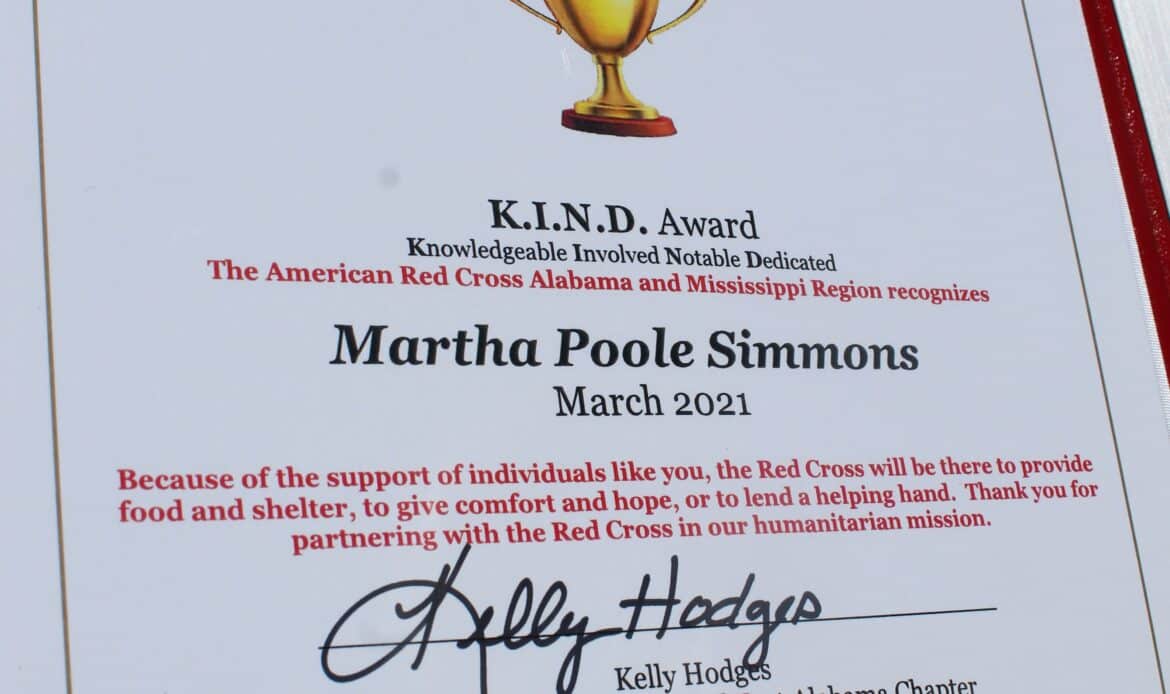 K.I.N.D. Award
Knowledgeable Involved Notable Dedicated
The American Red Cross Alabama and Mississippi Region recognizes
Martha Poole Simmons
March 2021
Because of the support of individuals like you, the Red Cross will be there to provide
food and shelter, to give comfort and hope, or to lend a helping hand. Thank you for
partnering with the Red Cross in our humanitarian mission.
Kelly Hodges
Kelly Hodges
Alabama Chapter